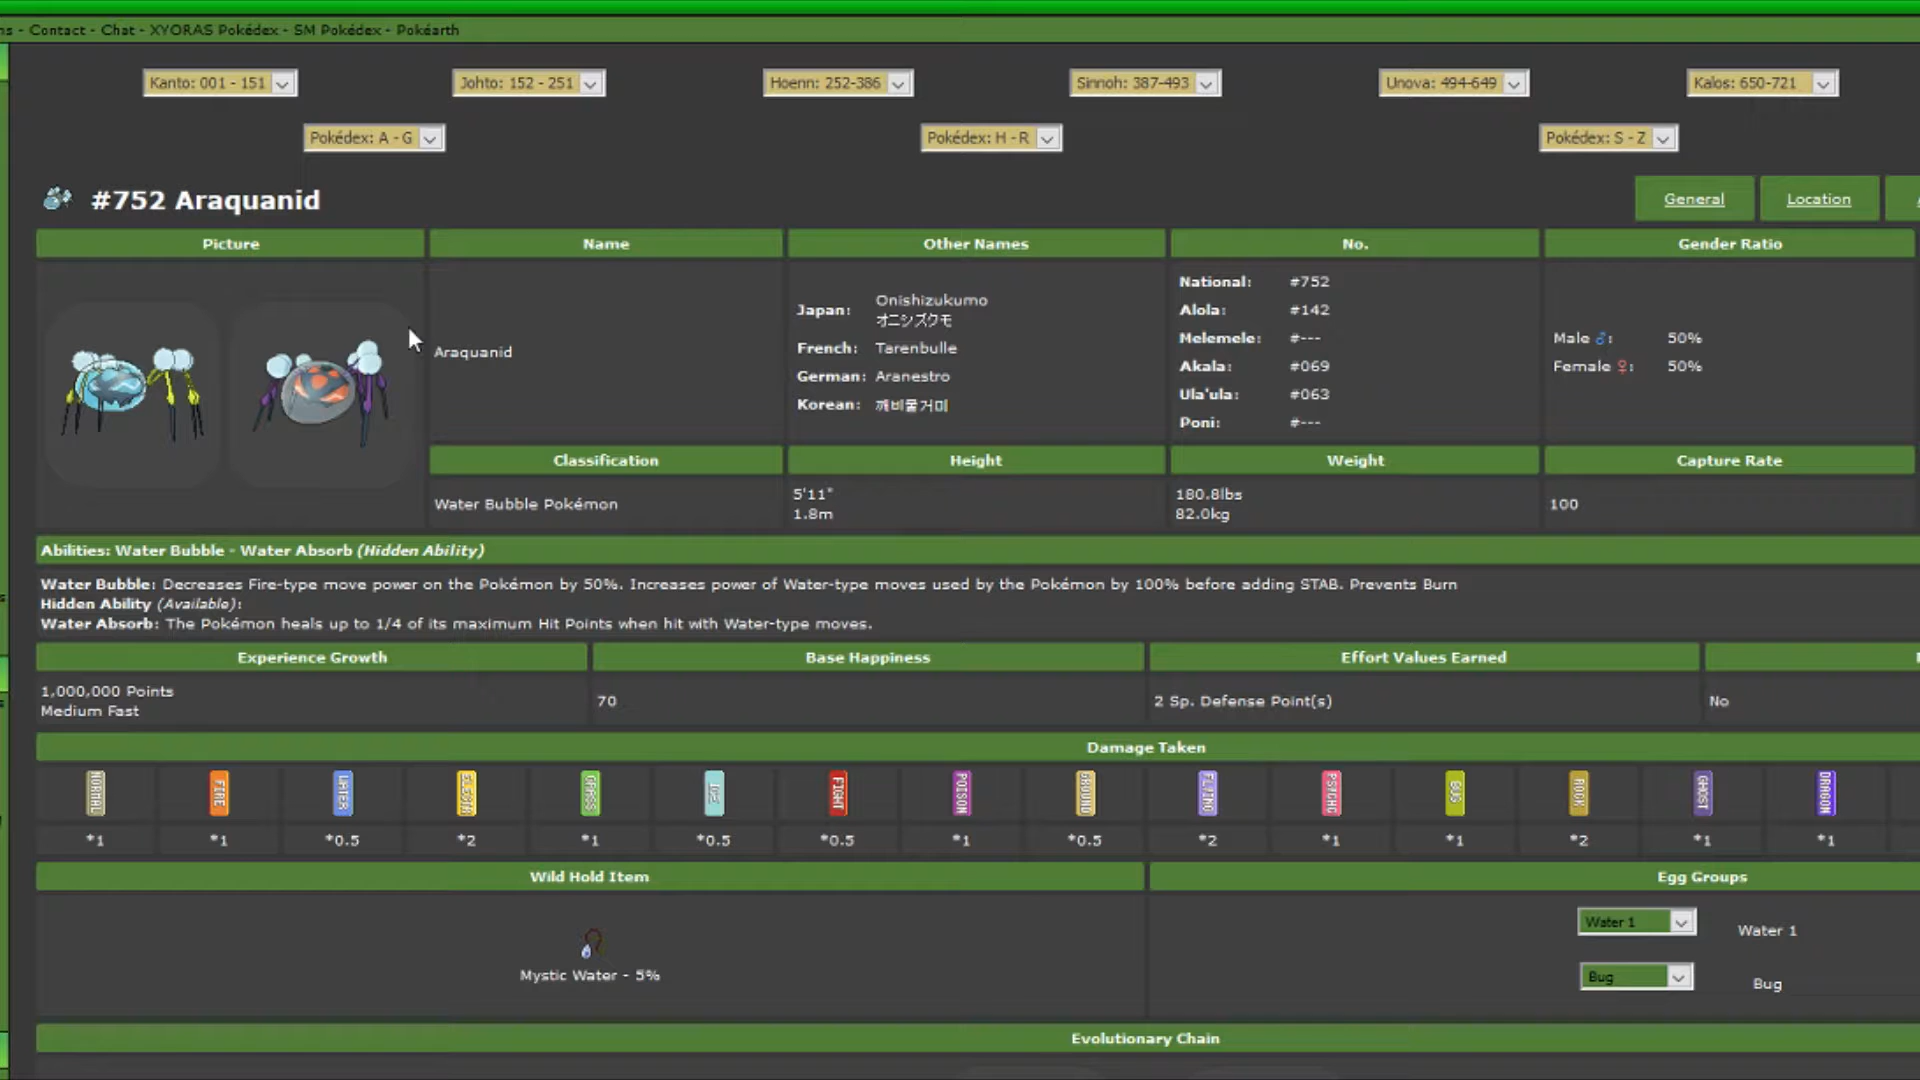 - Contact - Chat - XYORAS Pokédex - SM Pokédex - Pokéarth
Kanto: 001 - 151 Johto: 152 - 251 Hoenn: 252-386 Sinnoh: 387-493 Unova: 494-649 Kalos: 650-721
Pokédex: A - G Pokédex: H - R Pokédex: S - Z
#752 Araquanid
General Location
Picture Name Other Names No. Gender Ratio
Araquanid
Japan: Onishizukumo
オニシズクモ
French: Tarenbulle
German: Aranestro
Korean: 깨비물거미
National: #752
Alola: #142
Melemele: #---
Akala: #069
Ula'ula: #063
Poni: #---
Male ♂: 50%
Female ♀: 50%
Classification Height Weight Capture Rate
Water Bubble Pokémon
5'11"
1.8m
180.8lbs
82.0kg
100
Abilities: Water Bubble - Water Absorb (Hidden Ability)
Water Bubble: Decreases Fire-type move power on the Pokémon by 50%. Increases power of Water-type moves used by the Pokémon by 100% before adding STAB. Prevents Burn
Hidden Ability (Available):
Water Absorb: The Pokémon heals up to 1/4 of its maximum Hit Points when hit with Water-type moves.
Experience Growth Base Happiness Effort Values Earned
1,000,000 Points
Medium Fast
70
2 Sp. Defense Point(s)
No
Damage Taken
NORMAL FIRE WATER ELECTR GRASS ICE FIGHT POISON GROUND FLYING PSYCHC BUG ROCK GHOST DRAGON
*1 *1 *0.5 *2 *1 *0.5 *0.5 *1 *0.5 *2 *1 *1 *2 *1 *1
Wild Hold Item Egg Groups
Mystic Water - 5%
Water 1 Water 1
Bug Bug
Evolutionary Chain